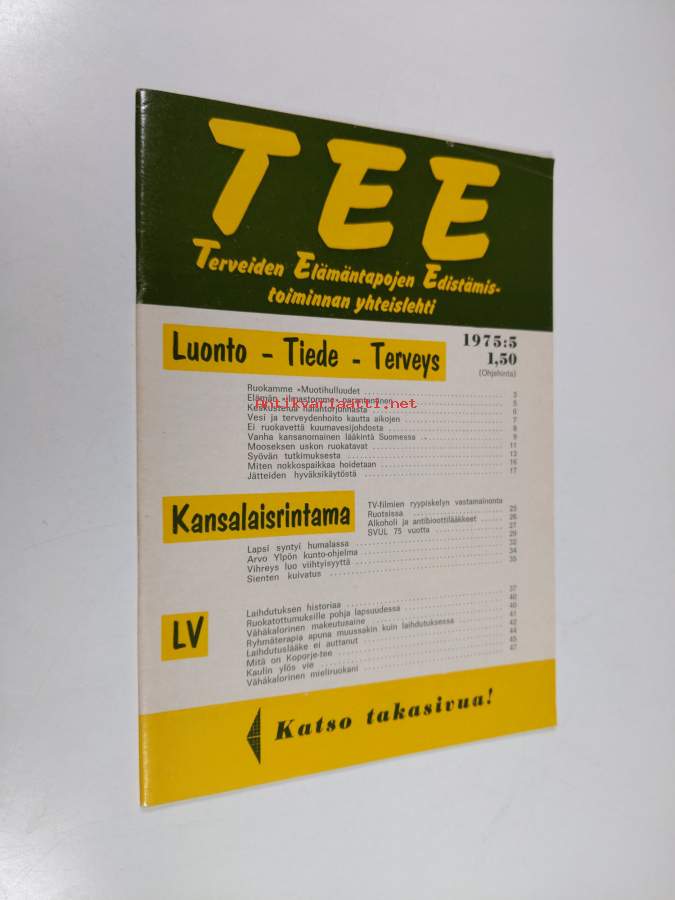 TEE
Terveiden Elämäntapojen Edistämis-
toiminnan yhteislehti
Luonto - Tiede - Terveys
1975:5
1,50
(Ohjehinta)
Ruokamme »Muotihulluudet 3
Elämän »ilmastomme» parantaminen 5
Antikvariaatti.net
Keskustelua näläntorjunnasta 6
Vesi ja terveydenhoito kautta aikojen 7
Ei ruokavettä kuumavesijohdosta 8
Vanha kansanomainen lääkintä Suomessa 9
Mooseksen uskon ruokatavat 11
Syövän tutkimuksesta 13
Miten nokkospaikkaa hoidetaan 16
Jätteiden hyväksikäytöstä 17
Kansalaisrintama
TV-filmien ryypiskelyn vastamainonta
Ruotsissa 25
Alkoholi ja antibioottilääkkeet 26
SVUL 75 vuotta 27
Lapsi syntyi humalassa 29
Arvo Ylpön kunto-ohjelma 32
Vihreys luo viihtyisyyttä 34
Sienten kuivatus 35
LV
Laihdutuksen historiaa 37
Ruokatottumuksille pohja lapsuudessa 40
Vähäkalorinen makeutusaine 40
Ryhmäterapia apuna muussakin kuin laihdutuksessa 41
Laihdutuslääke ei auttanut 42
Mitä on Koporje-tee 44
Kaulin ylös vie 45
Vähäkalorinen mieliruokani 47
Katso takasivua!